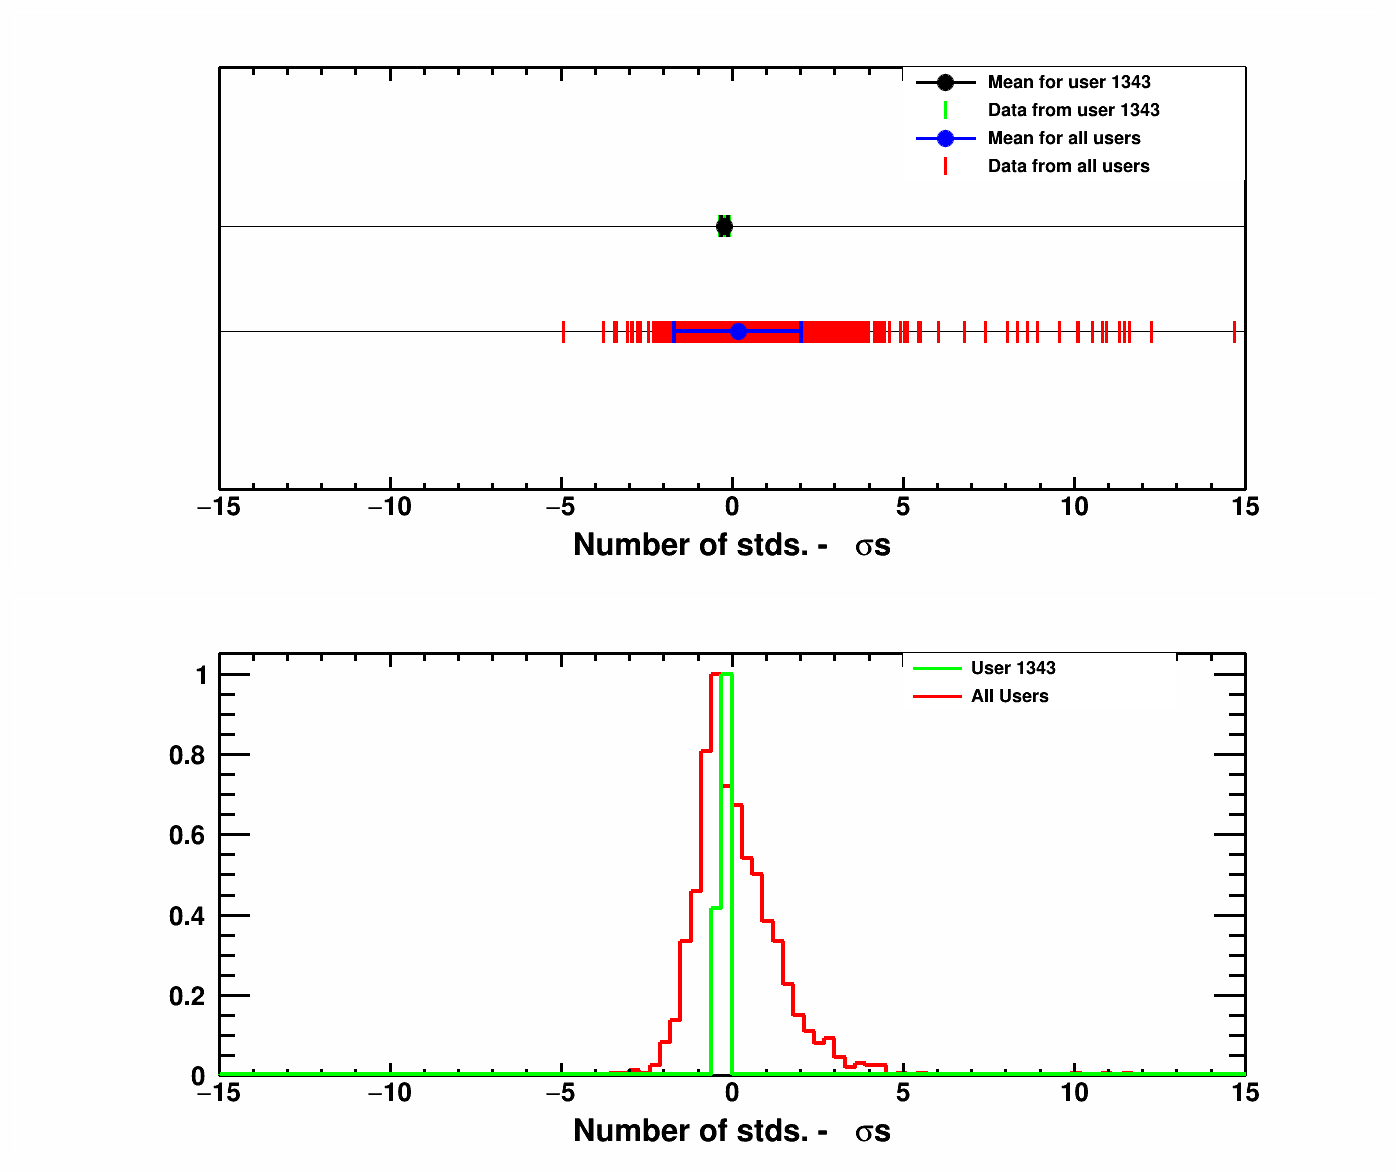 Mean for user 1343
Data from user 1343
Mean for all users
Data from all users
−15 −10 −5 0 5 10 15
Number of stds. - σs
User 1343
All Users
1
0.8
0.6
0.4
0.2
0
−15 −10 −5 0 5 10 15
Number of stds. - σs